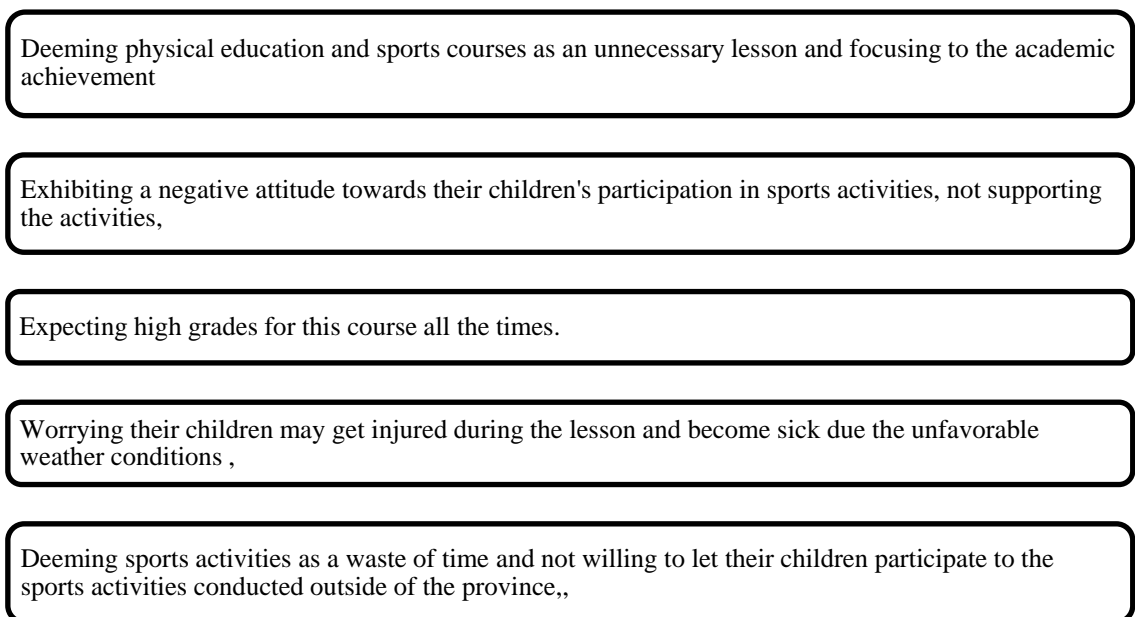 Deeming physical education and sports courses as an unnecessary lesson and focusing to the academic
achievement
Exhibiting a negative attitude towards their children's participation in sports activities, not supporting
the activities,
Expecting high grades for this course all the times.
Worrying their children may get injured during the lesson and become sick due the unfavorable
weather conditions ,
Deeming sports activities as a waste of time and not willing to let their children participate to the
sports activities conducted outside of the province,,